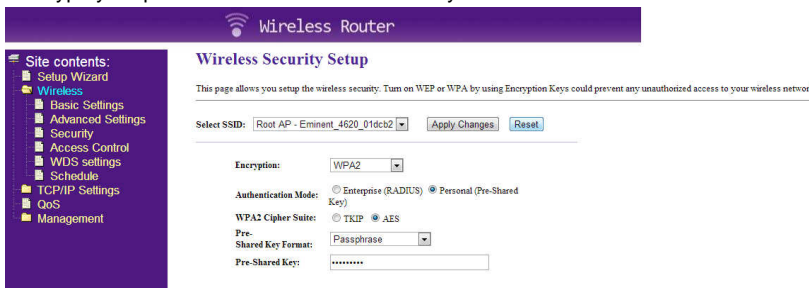 Wireless Router
Site contents:
Setup Wizard
Wireless
Basic Settings
Advanced Settings
Security
Access Control
WDS settings
Schedule
TCP/IP Settings
QoS
Management
Wireless Security Setup
This page allows you setup the wireless security. Turn on WEP or WPA by using Encryption Keys could prevent any unauthorized access to your wireless networ
Select SSID: Root AP - Eminent_4620_01dcb2 Apply Changes Reset
Encryption: WPA2
Authentication Mode: Enterprise (RADIUS) Personal (Pre-Shared
Key)
WPA2 Cipher Suite: TKIP AES
Pre-
Shared Key Format: Passphrase
Pre-Shared Key: •••••••••